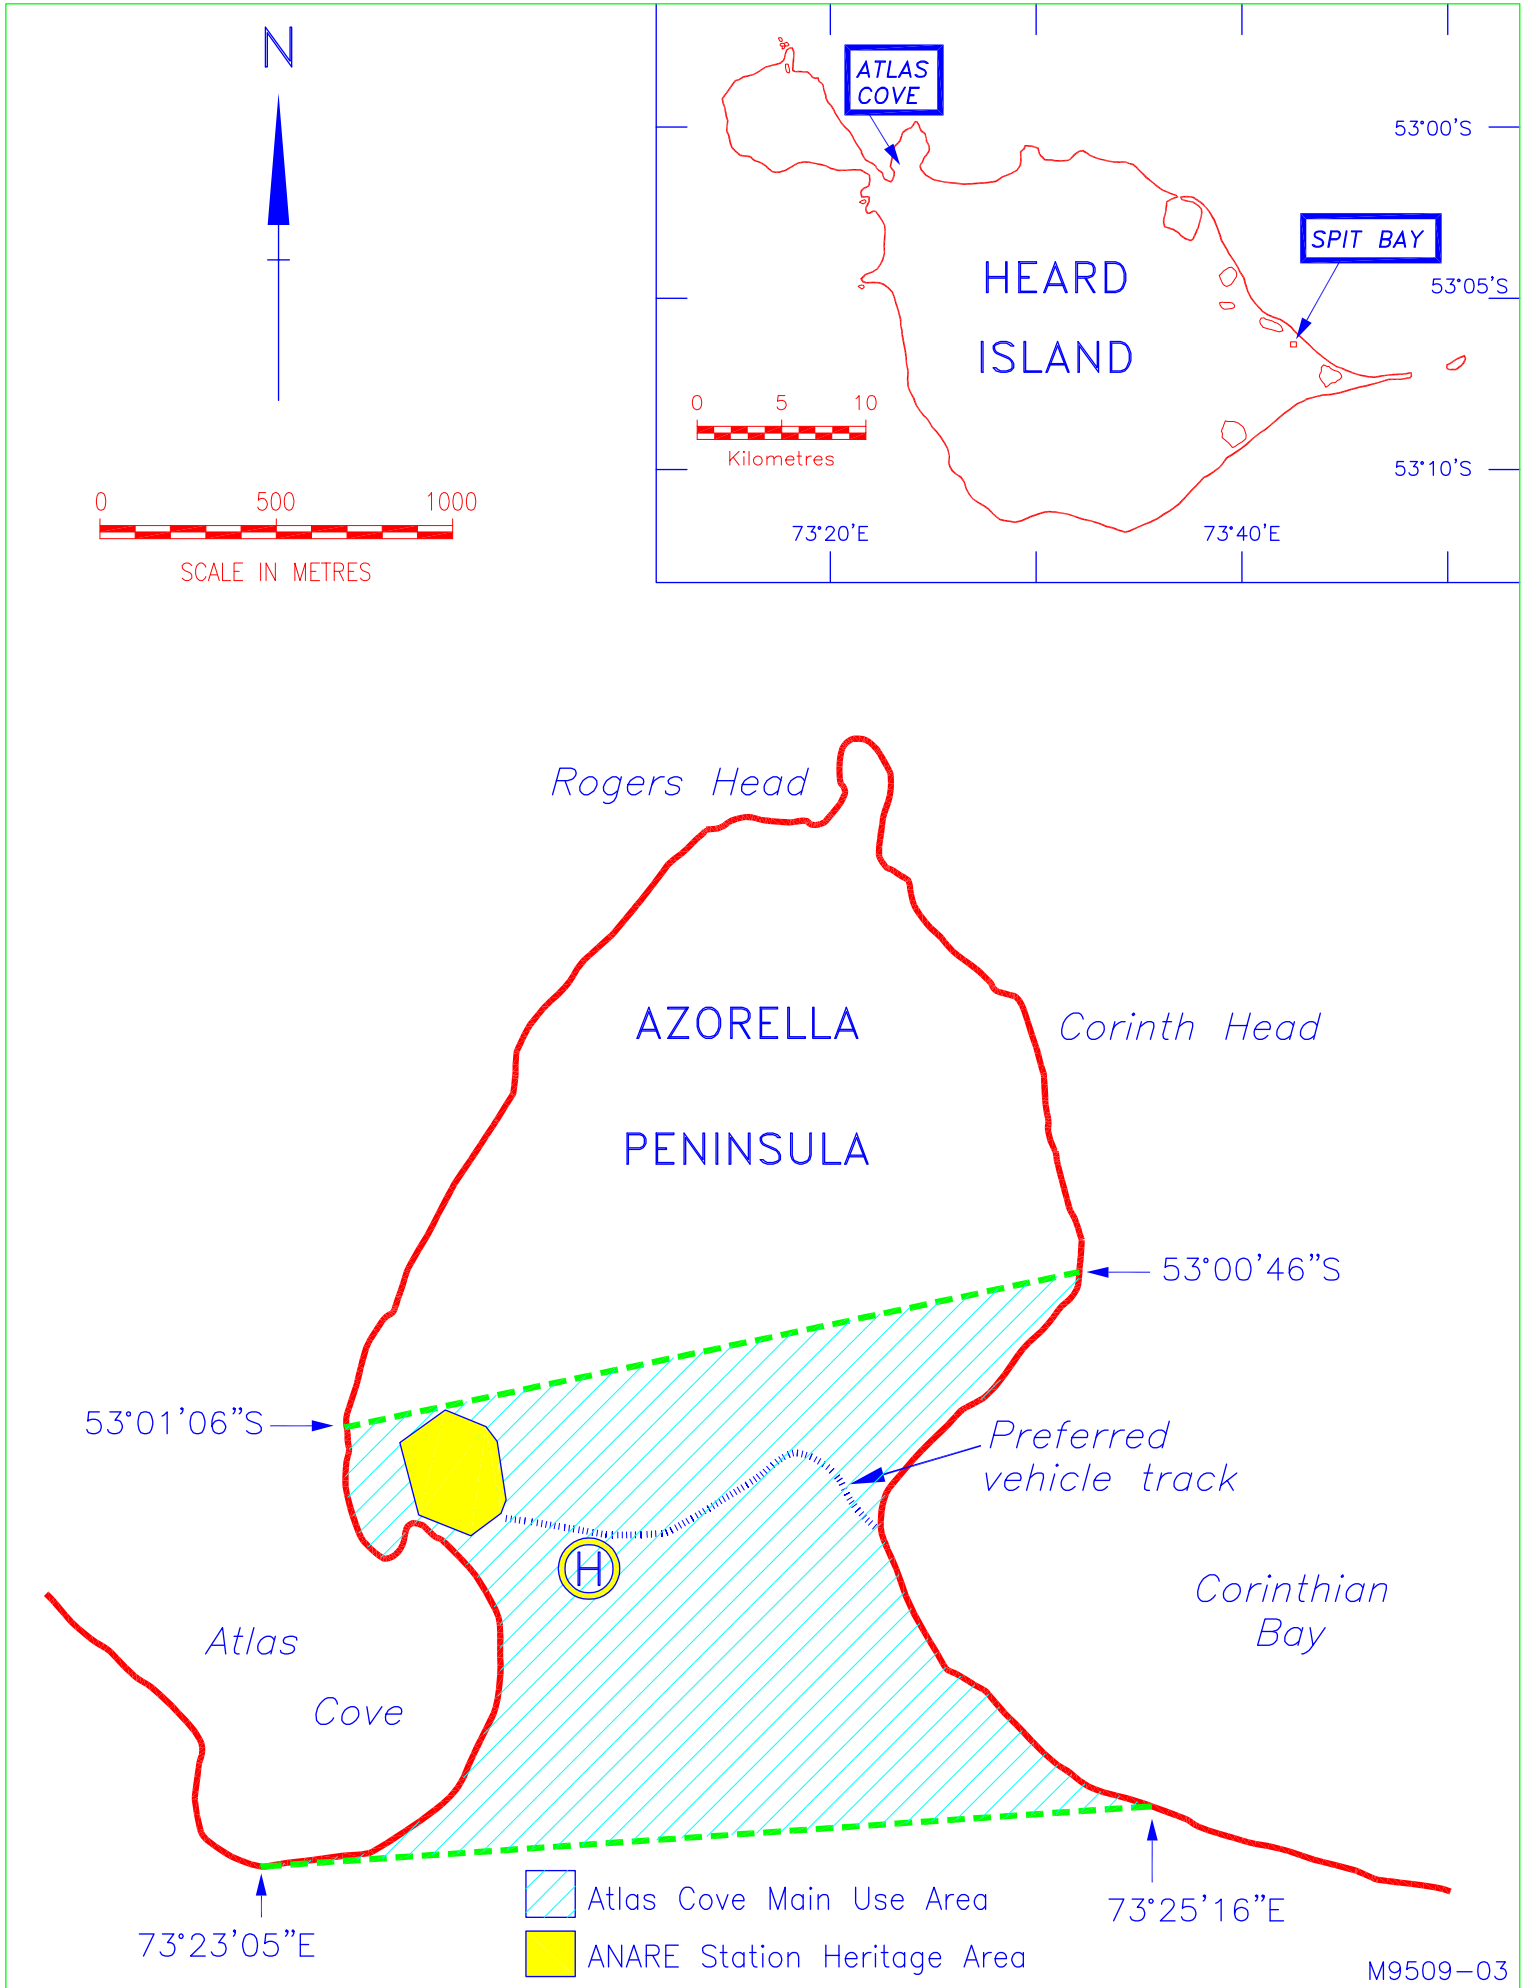 N
ATLAS
COVE
53°00'S
SPIT BAY
HEARD
53°05'S
ISLAND
0 5 10
Kilometres
53°10'S
73°20'E
73°40'E
0 500 1000
SCALE IN METRES
Rogers Head
AZORELLA
Corinth Head
PENINSULA
53°00'46"S
53°01'06"S
Preferred
vehicle track
H
Corinthian
Bay
Atlas
Cove
73°23'05"E
73°25'16"E
Atlas Cove Main Use Area
ANARE Station Heritage Area
M9509-03